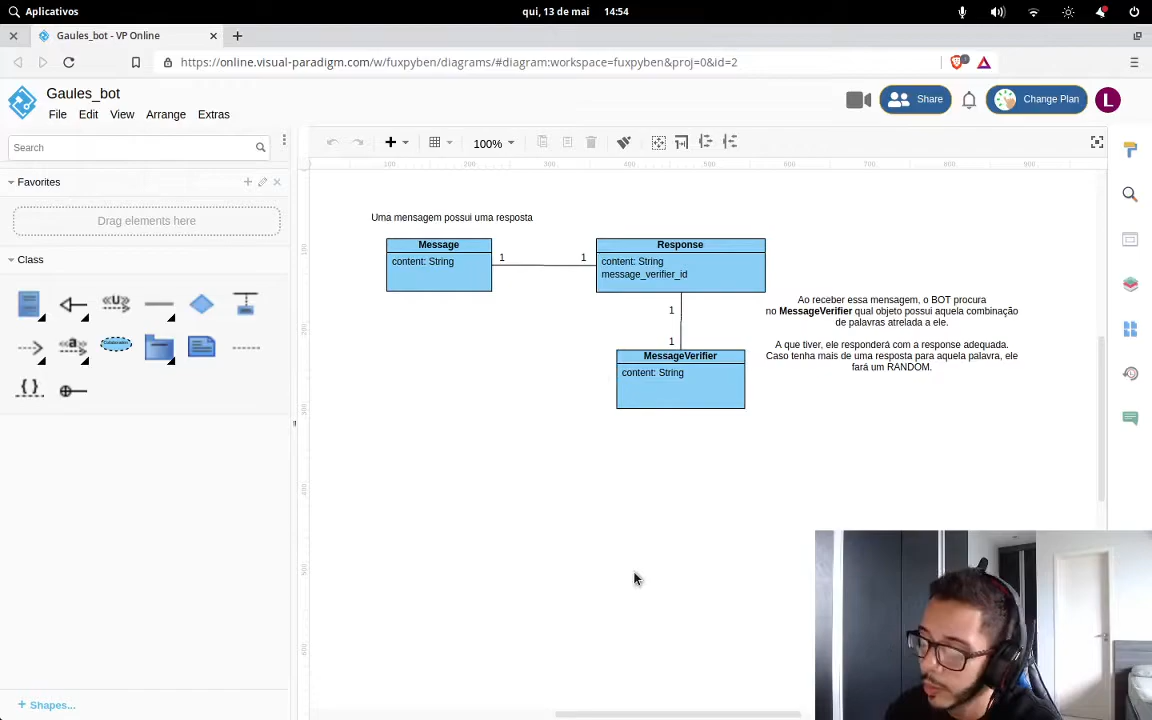 Aplicativos
qui, 13 de mai 14:54
Gaules_bot - VP Online
https://online.visual-paradigm.com/w/fuxpyben/diagrams/#diagram:workspace=fuxpyben&proj=0&id=2
Gaules_bot
File Edit View Arrange Extras
Share
Change Plan
L
Search
100%
Favorites
Drag elements here
Class
Shapes...
Uma mensagem possui uma resposta
Message
content: String
1
1
Response
content: String
message_verifier_id
1
1
MessageVerifier
content: String
Ao receber essa mensagem, o BOT procura
no MessageVerifier qual objeto possui aquela combinação
de palavras atrelada a ele.
A que tiver, ele responderá com a response adequada.
Caso tenha mais de uma resposta para aquela palavra, ele
fará um RANDOM.